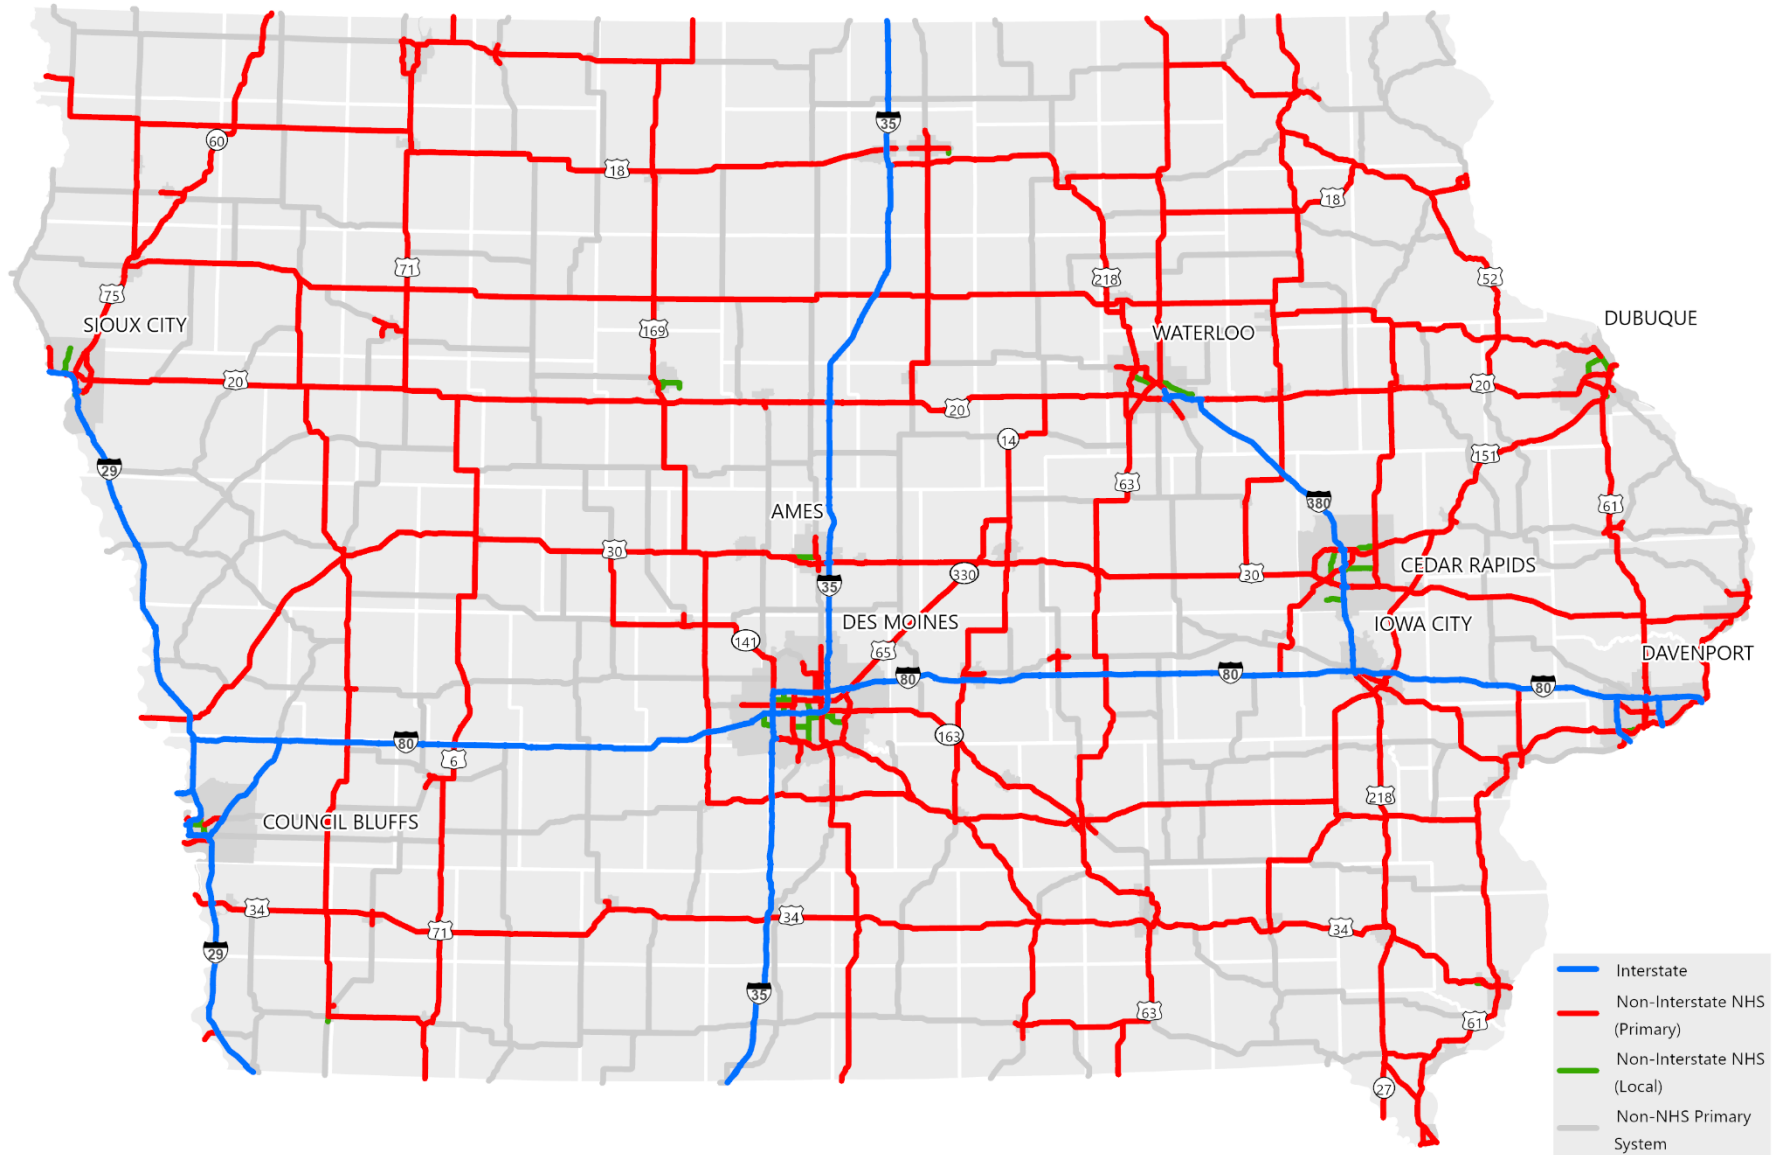 35
60
18
18
71
218
52
75
SIOUX CITY
169
WATERLOO
DUBUQUE
20
20
20
14
151
29
63
380
61
AMES
30
330
30
CEDAR RAPIDS
35
DES MOINES
IOWA CITY
141
65
DAVENPORT
80
80
80
163
80
6
218
COUNCIL BLUFFS
34
34
71
34
29
35
63
61
27
Interstate
Non-Interstate NHS
(Primary)
Non-Interstate NHS
(Local)
Non-NHS Primary
System